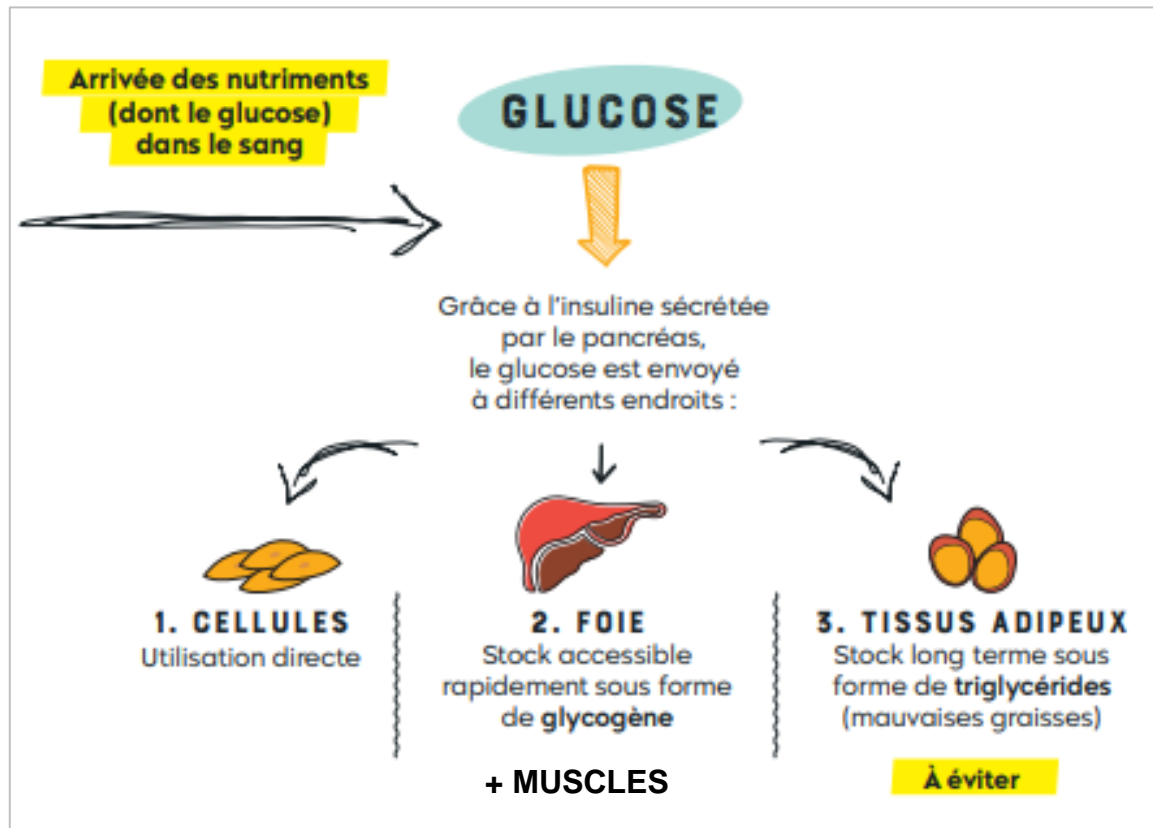 Arrivée des nutriments
(dont le glucose)
dans le sang
GLUCOSE
Grâce à l'insuline sécrétée
par le pancréas,
le glucose est envoyé
à différents endroits :
1. CELLULES
Utilisation directe
2. FOIE
Stock accessible
rapidement sous forme
de glycogène
+ MUSCLES
3. TISSUS ADIPEUX
Stock long terme sous
forme de triglycérides
(mauvaises graisses)
À éviter